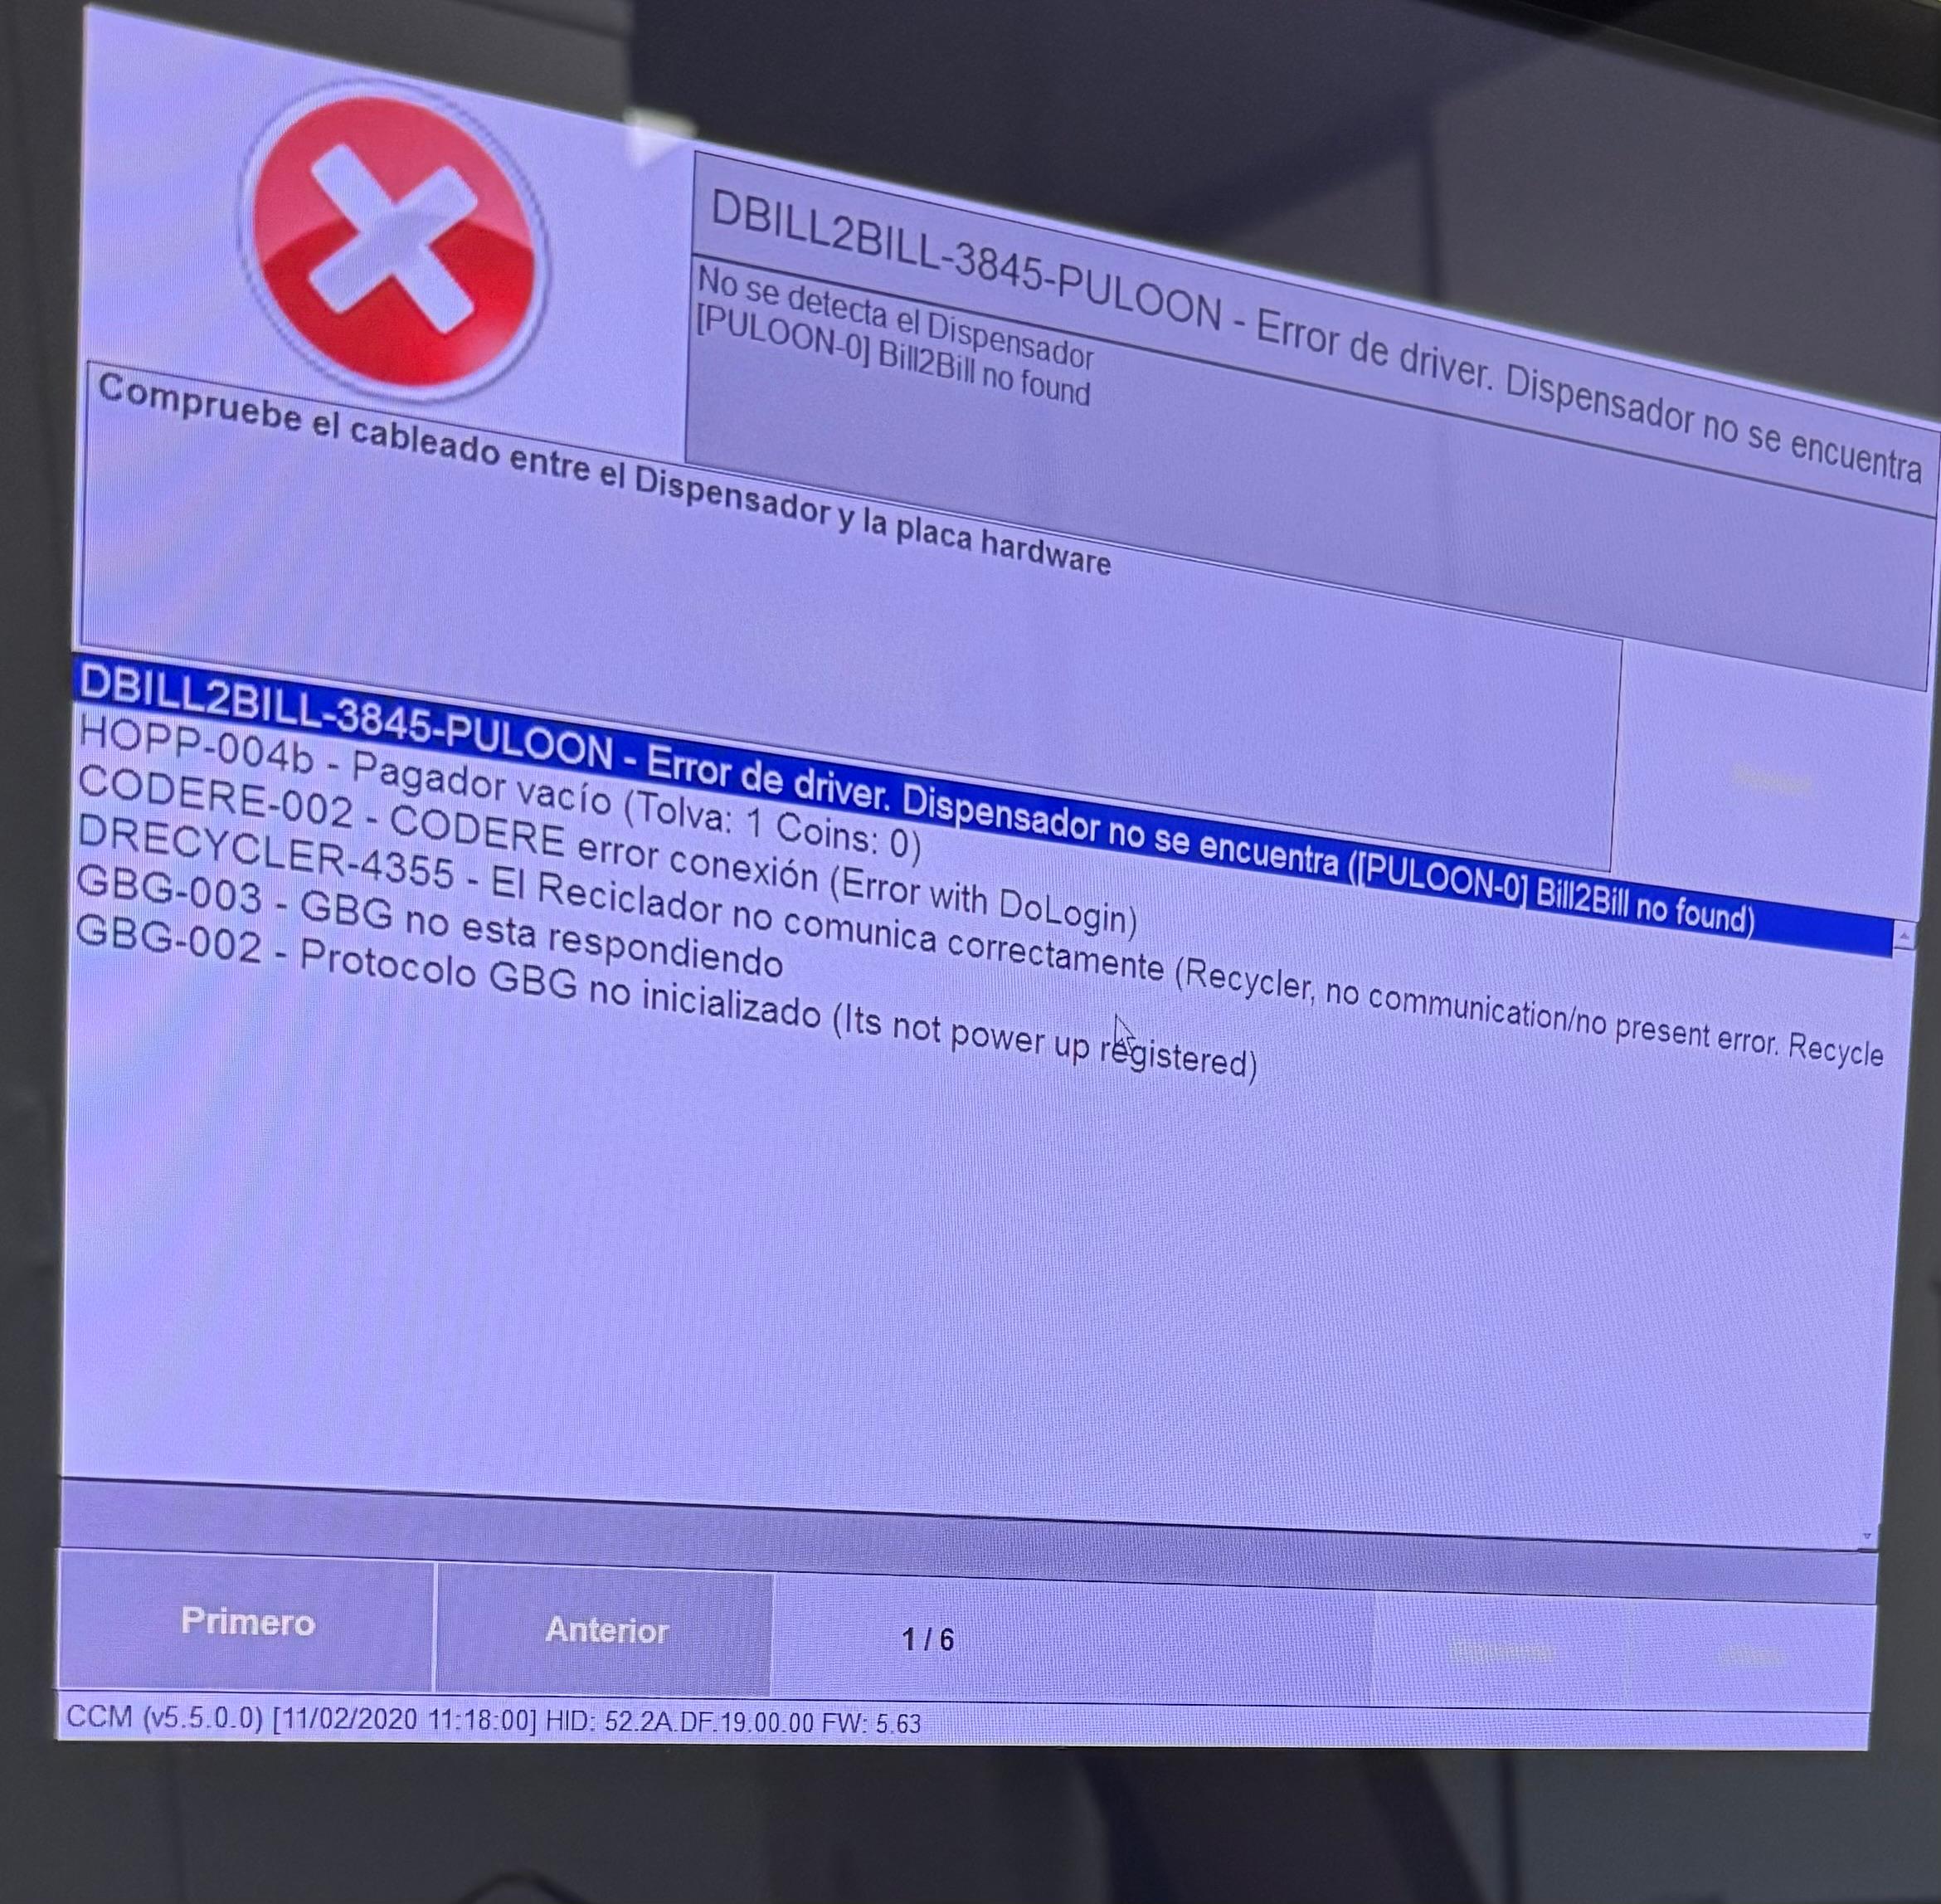 DBILL2BILL-3845-PULOON - Error de driver. Dispensador no se encuentra
No se detecta el Dispensador
[PULOON-0] Bill2Bill no found
Compruebe el cableado entre el Dispensador y la placa hardware
DBILL2BILL-3845-PULOON - Error de driver. Dispensador no se encuentra ([PULOON-0] Bill2Bill no found)
HOPP-004b - Pagador vacío (Tolva: 1 Coins: 0)
CODERE-002 - CODERE error conexión (Error with DoLogin)
DRECYCLER-4355 - El Reciclador no comunica correctamente (Recycler, no communication/no present error. Recycle
GBG-003 - GBG no esta respondiendo
GBG-002 - Protocolo GBG no inicializado (Its not power up registered)
Primero
Anterior
1 / 6
CCM (v5.5.0.0) [11/02/2020 11:18:00] HID: 52.2A.DF.19.00.00 FW: 5.63